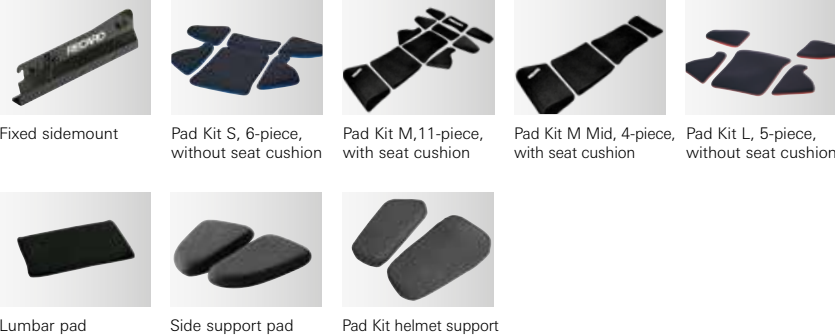 RECARO
Fixed sidemount
Pad Kit S, 6-piece,
without seat cushion
Pad Kit M,11-piece,
with seat cushion
Pad Kit M Mid, 4-piece,
with seat cushion
Pad Kit L, 5-piece,
without seat cushion
Lumbar pad
Side support pad
Pad Kit helmet support